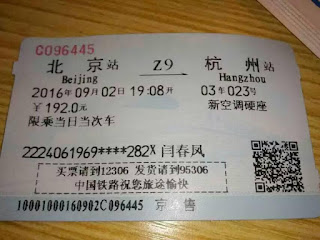 C096445
北京站 Z9 杭州站
Beijing Hangzhou
2016年09月02日 19:08开 03车023号
¥192.0元 新空调硬座
限乘当日当次车
2224061969****282X 闫春凤
买票请到12306 发货请到95306
中国铁路祝您旅途愉快
10001000160902C096445 京 售